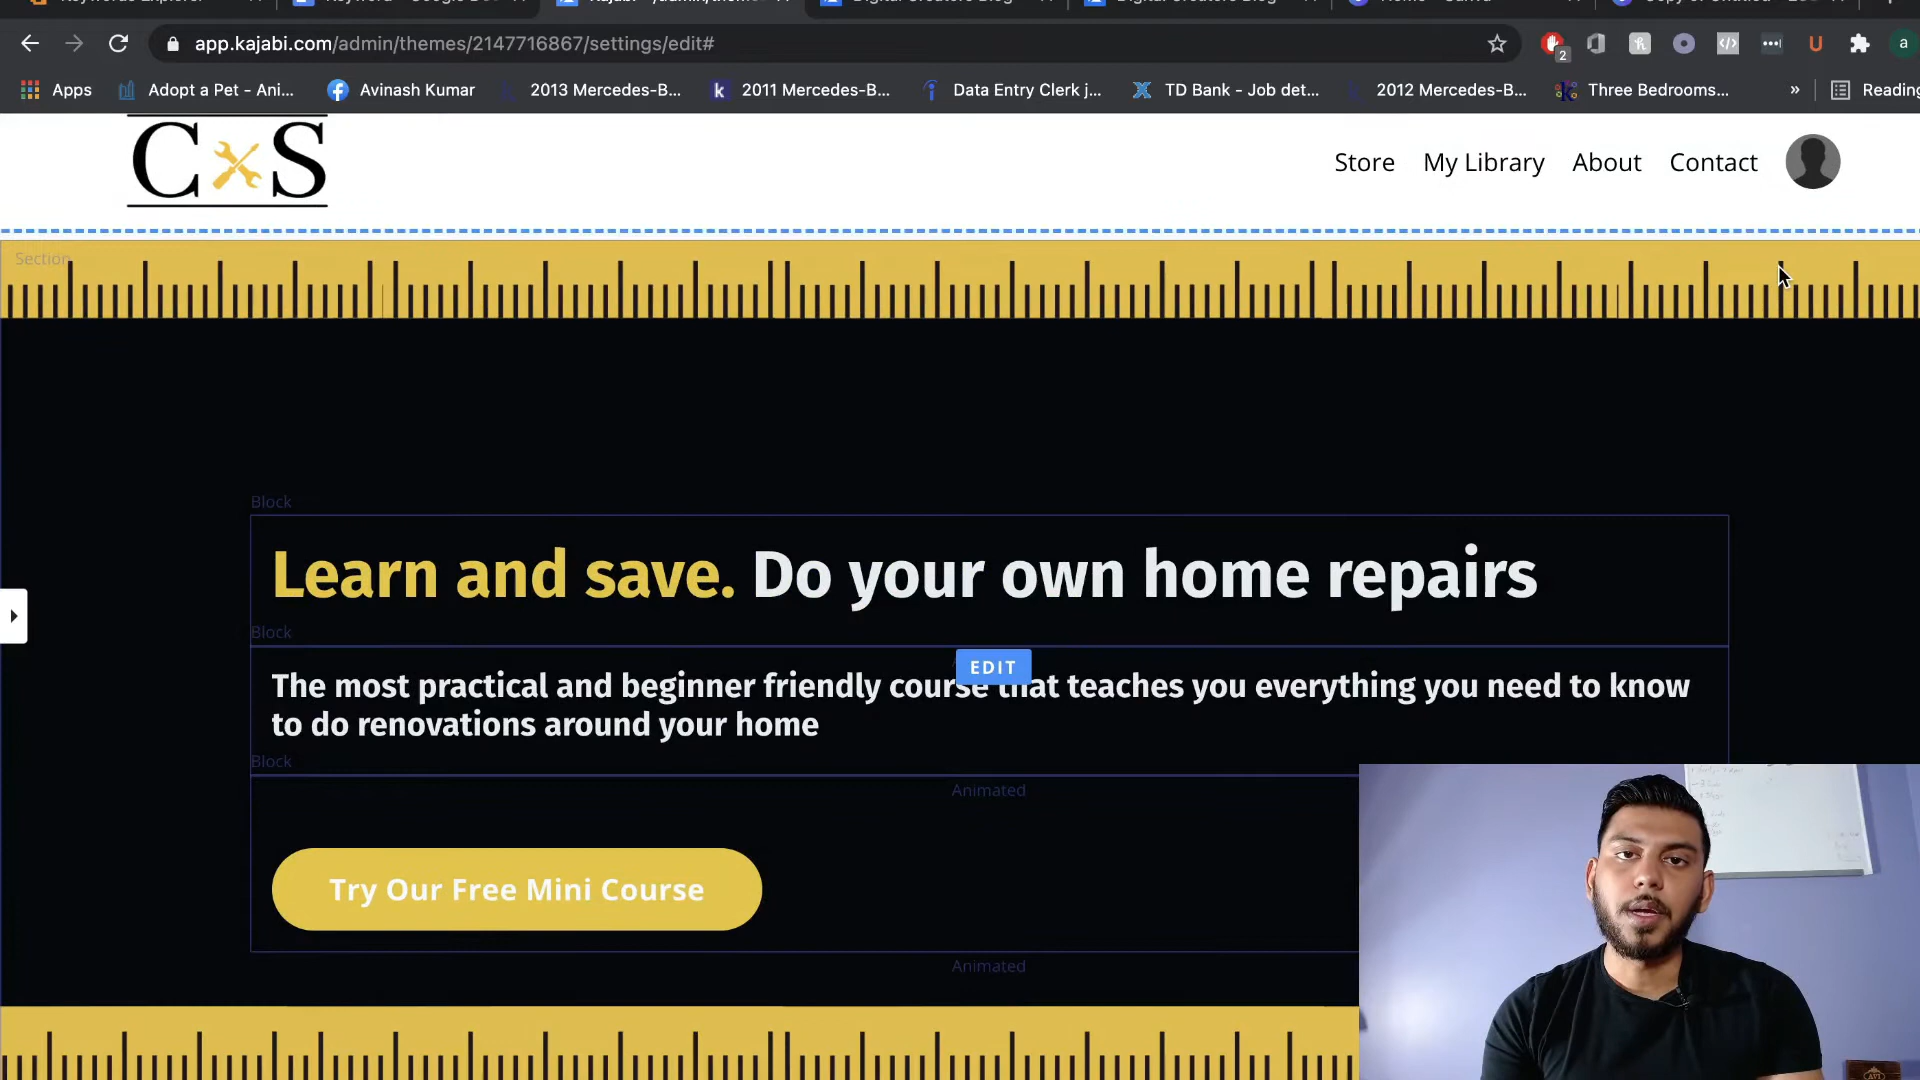 app.kajabi.com/admin/themes/2147716867/settings/edit#
2
a
Apps
Adopt a Pet - Ani...
Avinash Kumar
2013 Mercedes-B...
k
2011 Mercedes-B...
Data Entry Clerk j...
TD Bank - Job det...
2012 Mercedes-B...
Three Bedrooms...
»
Reading
C S
Store
My Library
About
Contact
Section
Block
Learn and save. Do your own home repairs
Block
EDIT
The most practical and beginner friendly course that teaches you everything you need to know
to do renovations around your home
Block
Animated
Try Our Free Mini Course
Animated